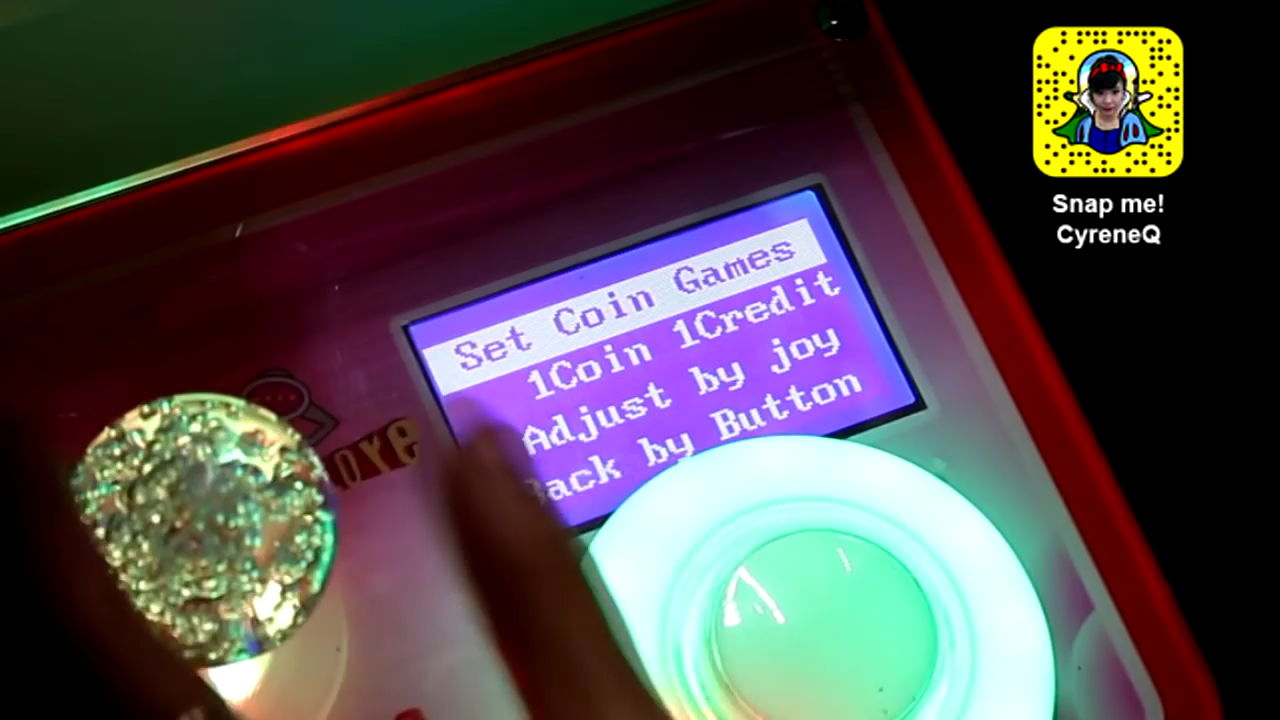 Set Coin Games
1Coin 1Credit
Adjust by joy
Back by Button
Snap me!
CyreneQ